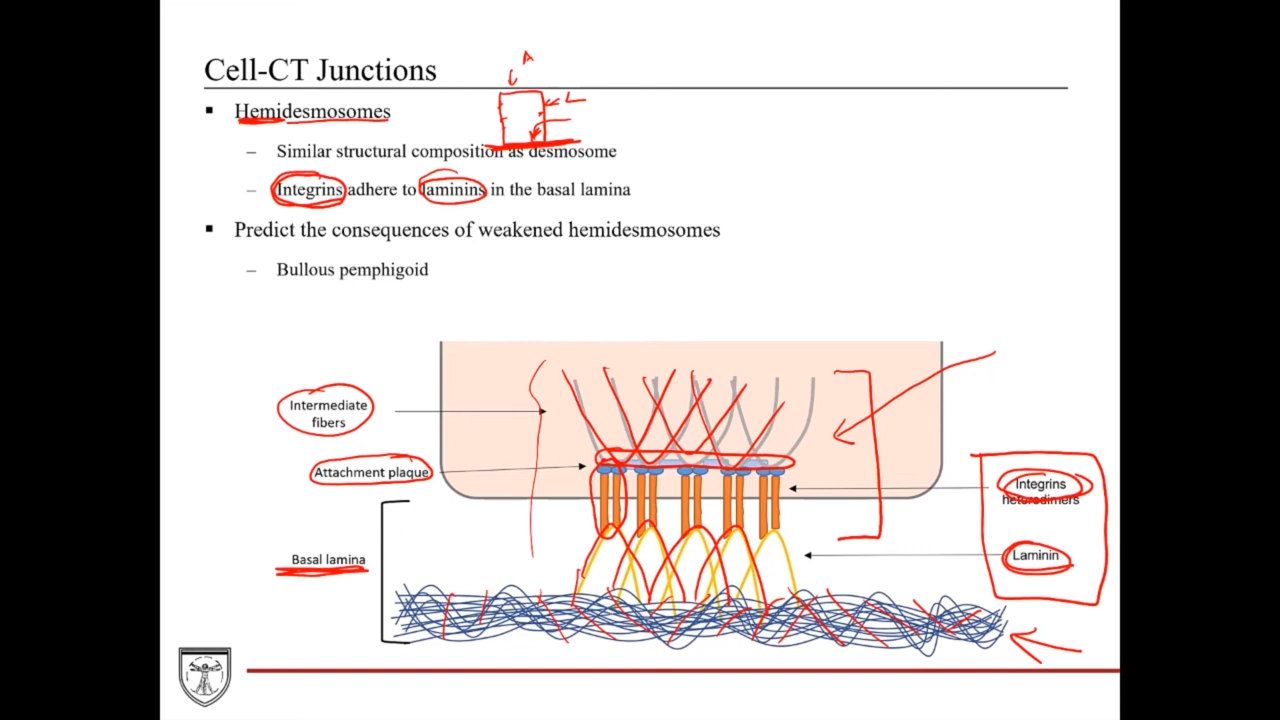 Cell-CT Junctions
A
L
▪ Hemidesmosomes
– Similar structural composition as desmosome
– Integrins adhere to laminins in the basal lamina
▪ Predict the consequences of weakened hemidesmosomes
– Bullous pemphigoid
Intermediate
fibers
Attachment plaque
Integrins
heterodimers
Basal lamina
Laminin